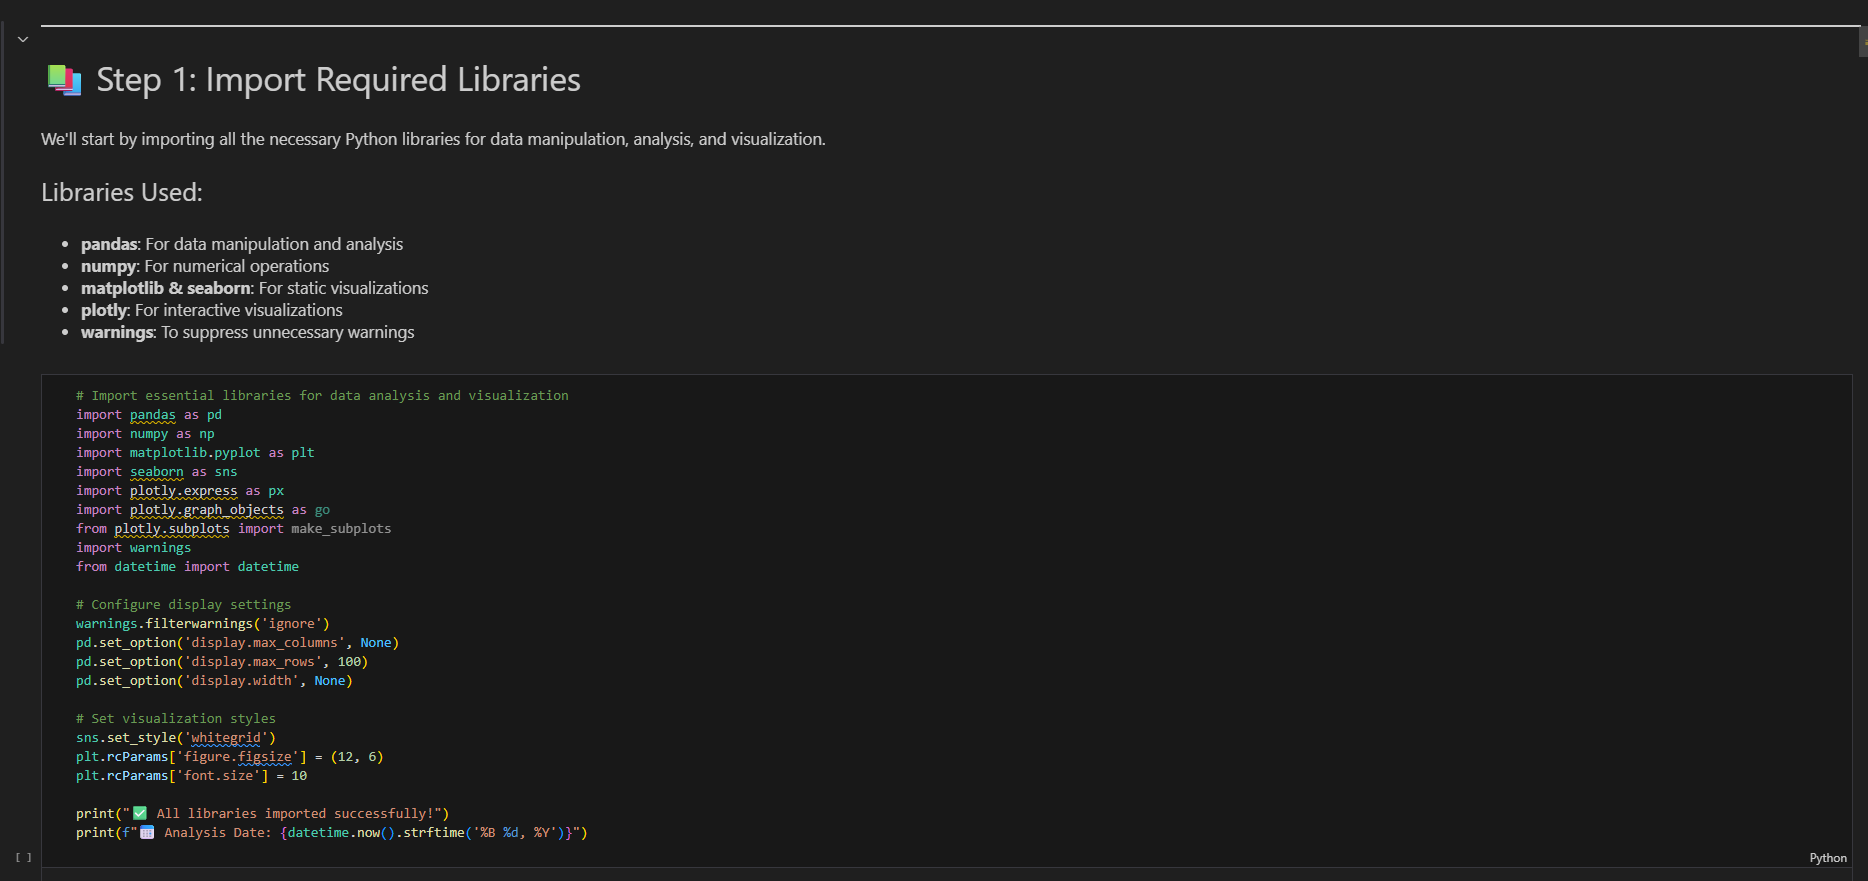 📚 Step 1: Import Required Libraries
We'll start by importing all the necessary Python libraries for data manipulation, analysis, and visualization.
Libraries Used:
• pandas: For data manipulation and analysis
• numpy: For numerical operations
• matplotlib & seaborn: For static visualizations
• plotly: For interactive visualizations
• warnings: To suppress unnecessary warnings
# Import essential libraries for data analysis and visualization
import pandas as pd
import numpy as np
import matplotlib.pyplot as plt
import seaborn as sns
import plotly.express as px
import plotly.graph_objects as go
from plotly.subplots import make_subplots
import warnings
from datetime import datetime

# Configure display settings
warnings.filterwarnings('ignore')
pd.set_option('display.max_columns', None)
pd.set_option('display.max_rows', 100)
pd.set_option('display.width', None)

# Set visualization styles
sns.set_style('whitegrid')
plt.rcParams['figure.figsize'] = (12, 6)
plt.rcParams['font.size'] = 10

print("✅ All libraries imported successfully!")
print(f"📅 Analysis Date: {datetime.now().strftime('%B %d, %Y')}")
[ ]
Python